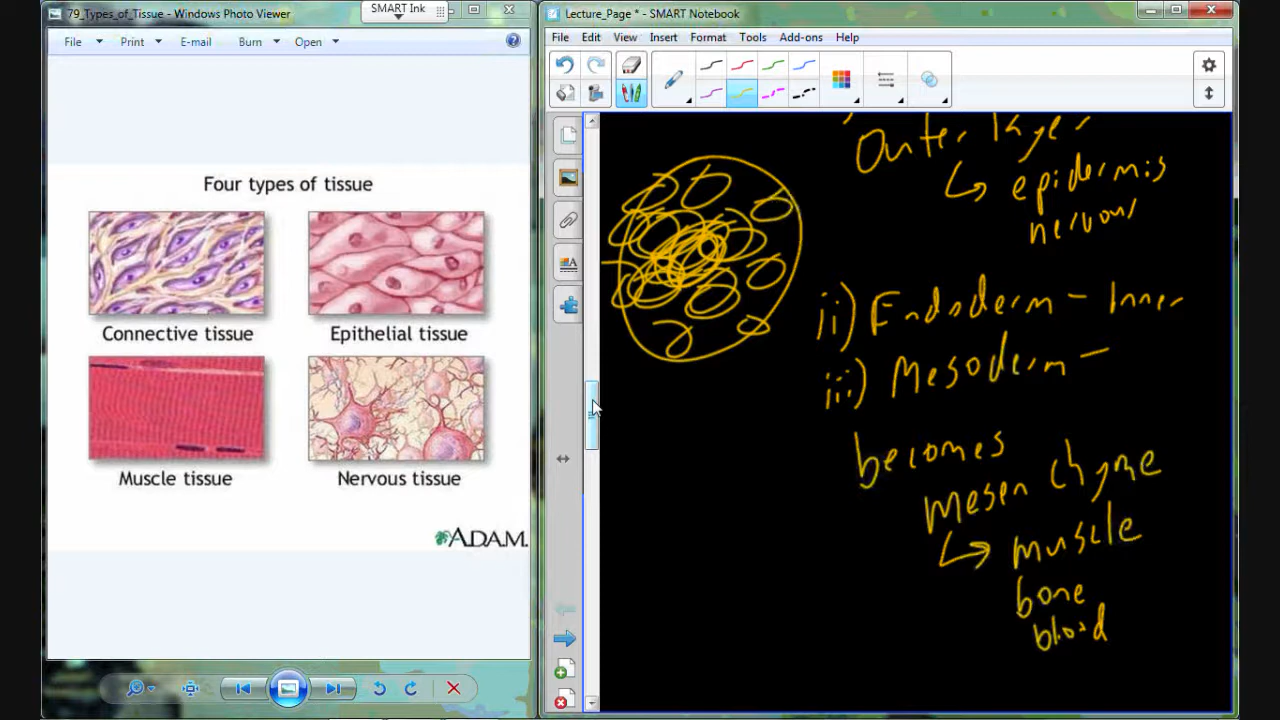 79_Types_of_Tissue - Windows Photo Viewer
SMART Ink
File Print E-mail Burn Open
Four types of tissue
Connective tissue Epithelial tissue
Muscle tissue Nervous tissue
ADAM.
Lecture_Page * - SMART Notebook
File Edit View Insert Format Tools Add-ons Help
Outer layer
epidermis
nervous
ii) Endoderm - Inner
iii) Mesoderm -
becomes
mesenchyme
muscle
bone
blood